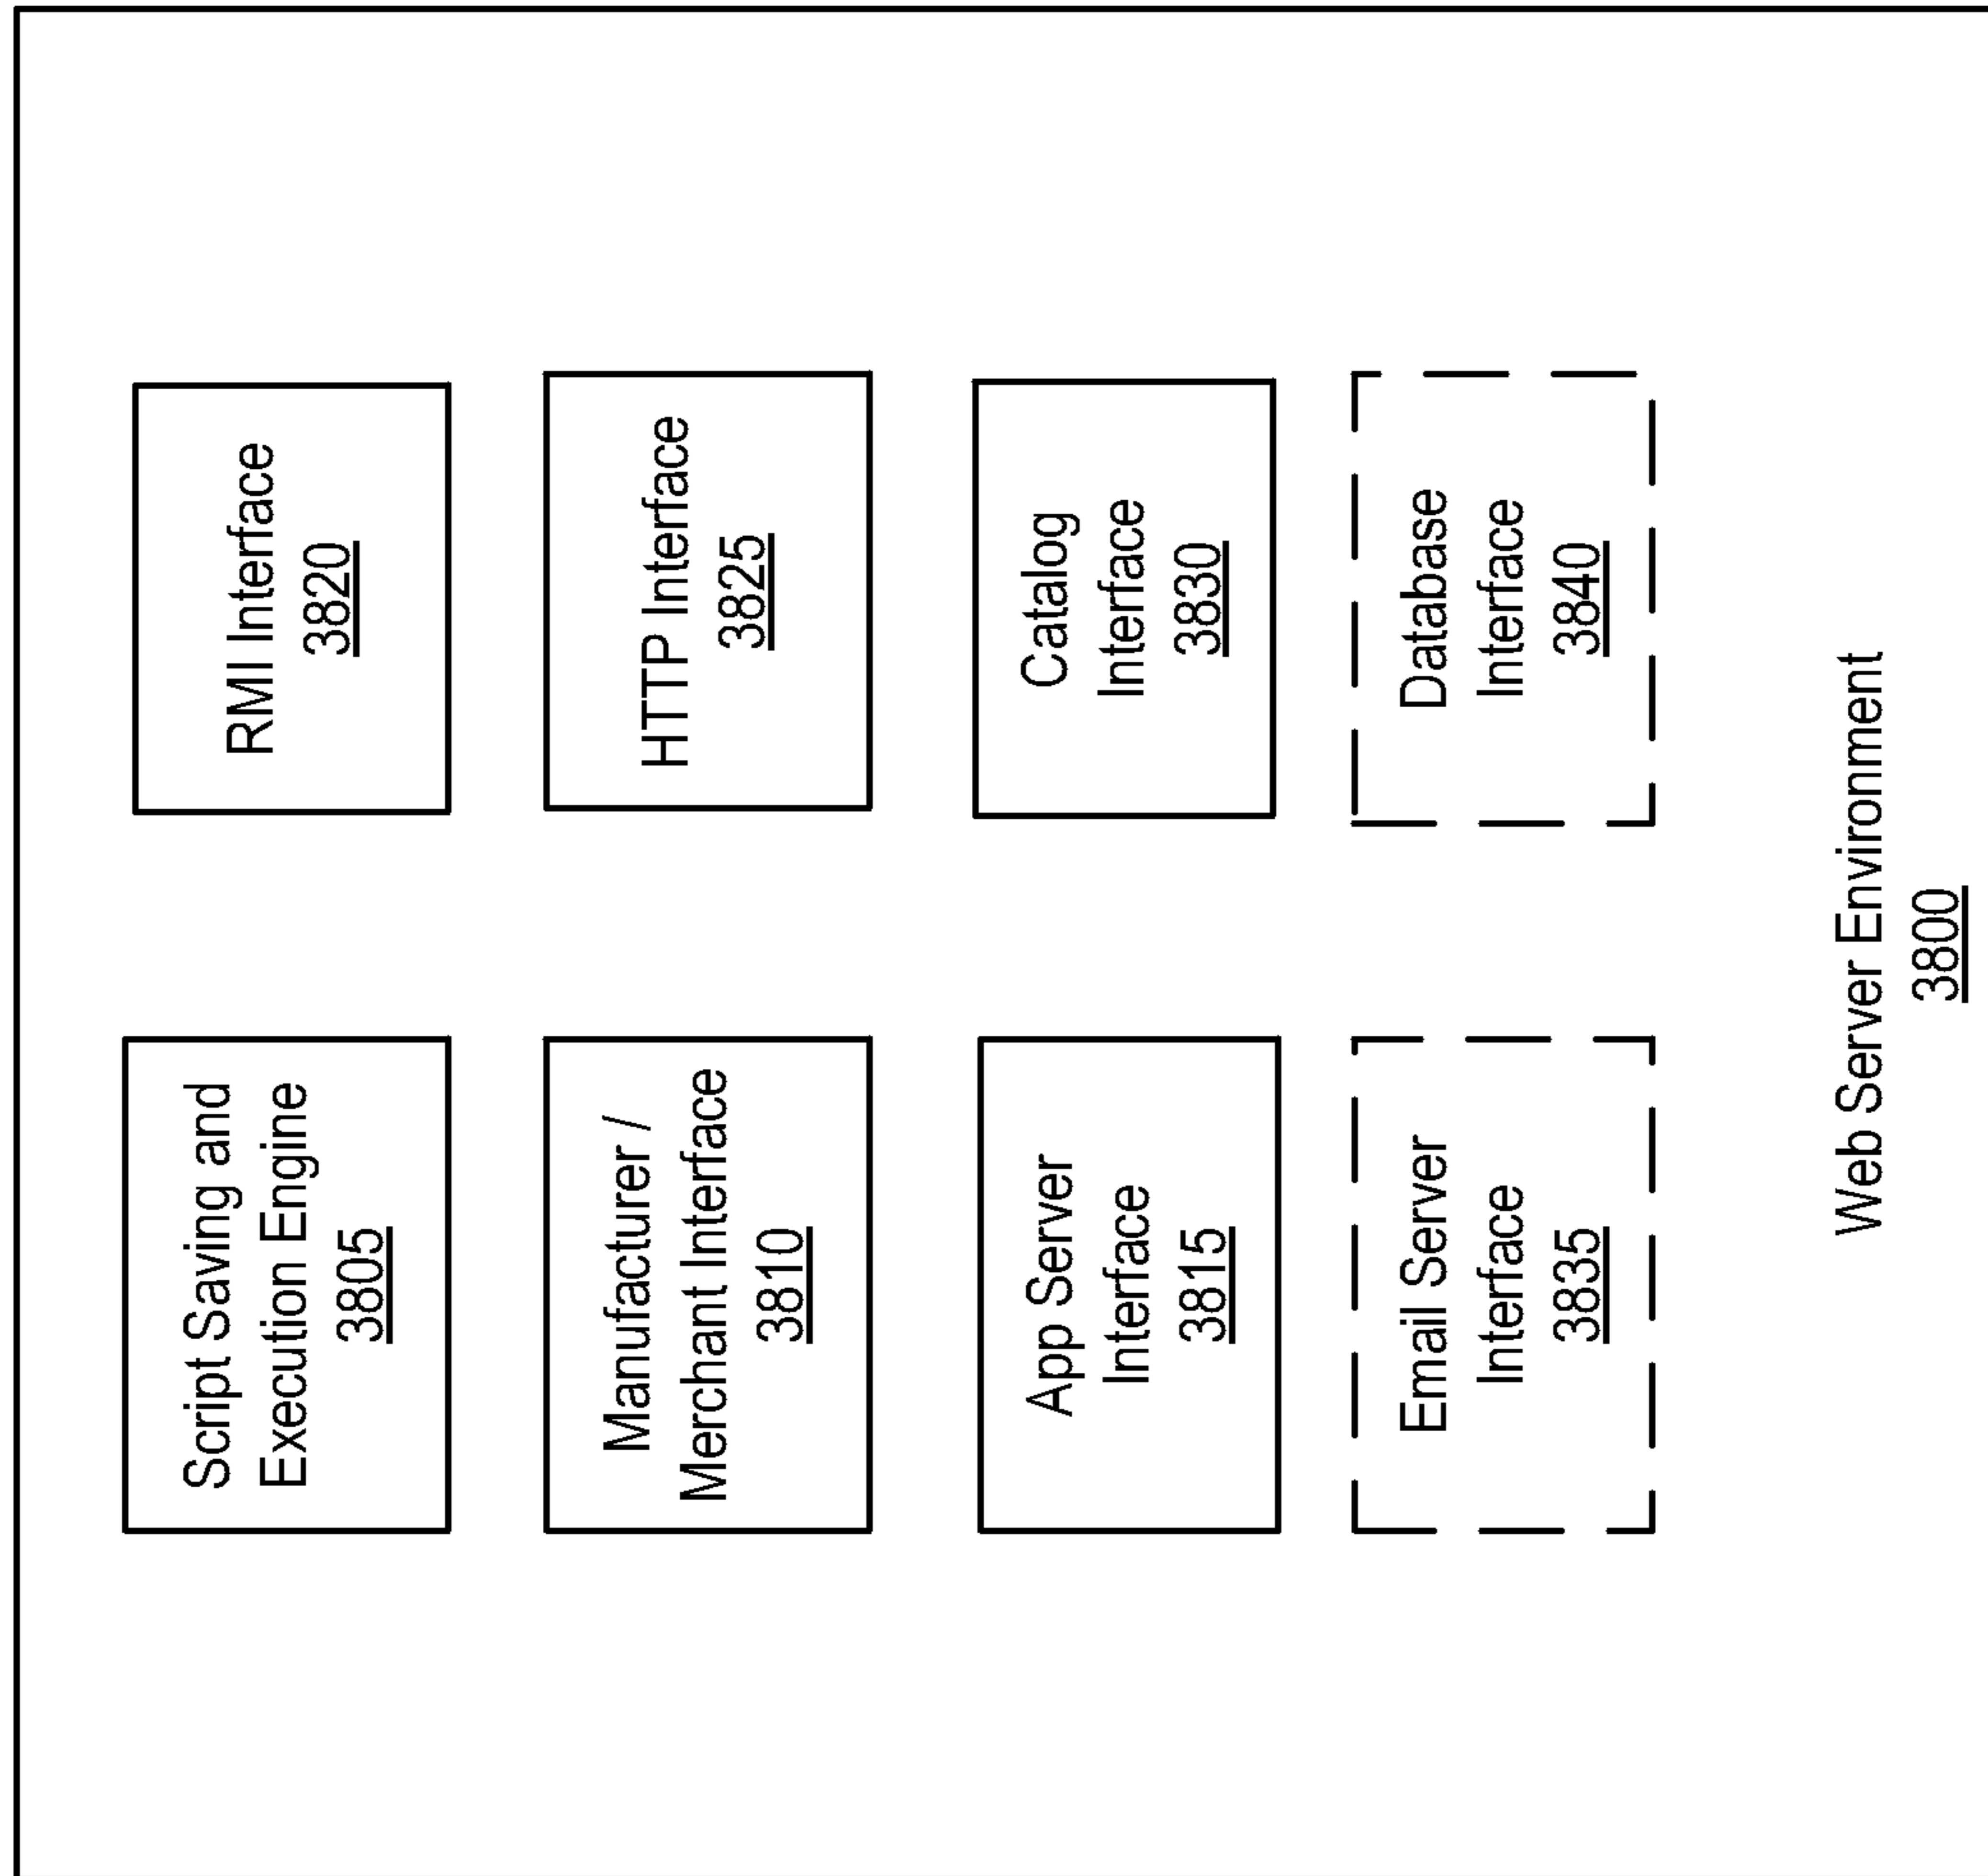 Script Saving and
Execution Engine
3805
RMI Interface
3820
Manufacturer /
Merchant Interface
3810
HTTP Interface
3825
App Server
Interface
3815
Catalog
Interface
3830
Email Server
Interface
3835
Database
Interface
3840
Web Server Environment
3800